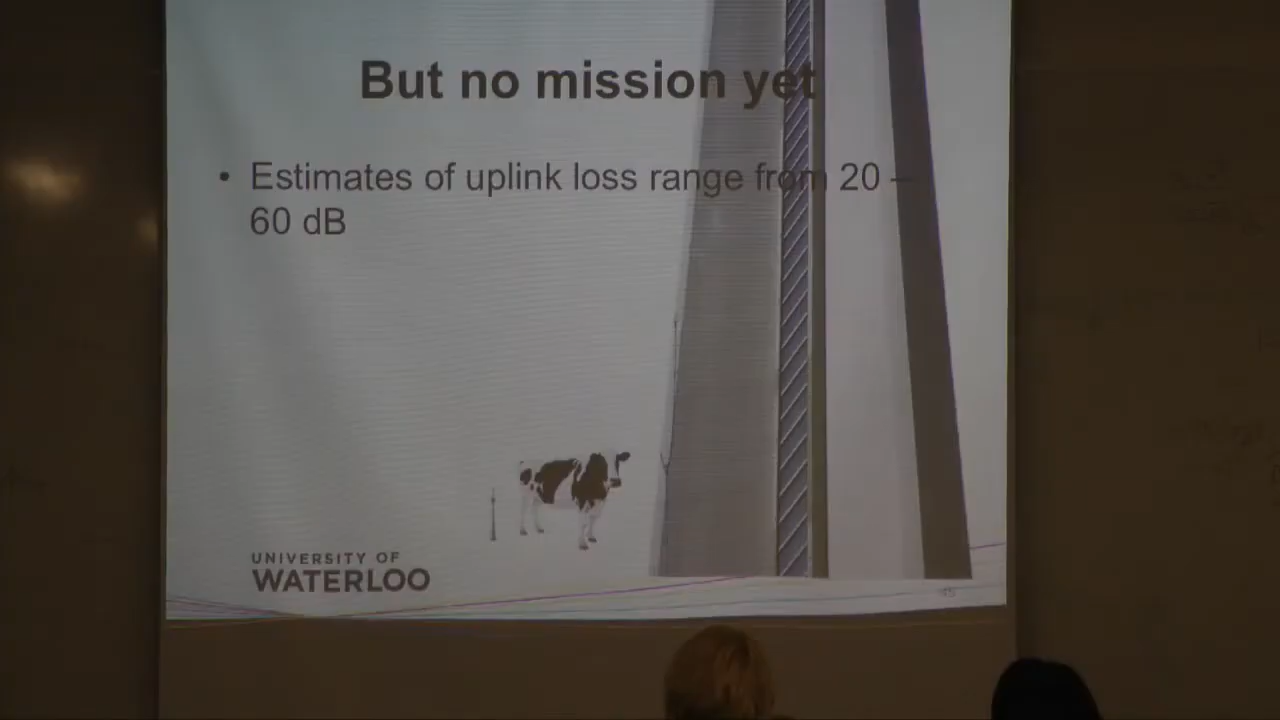 But no mission yet
• Estimates of uplink loss range from 20 –
60 dB
UNIVERSITY OF
WATERLOO